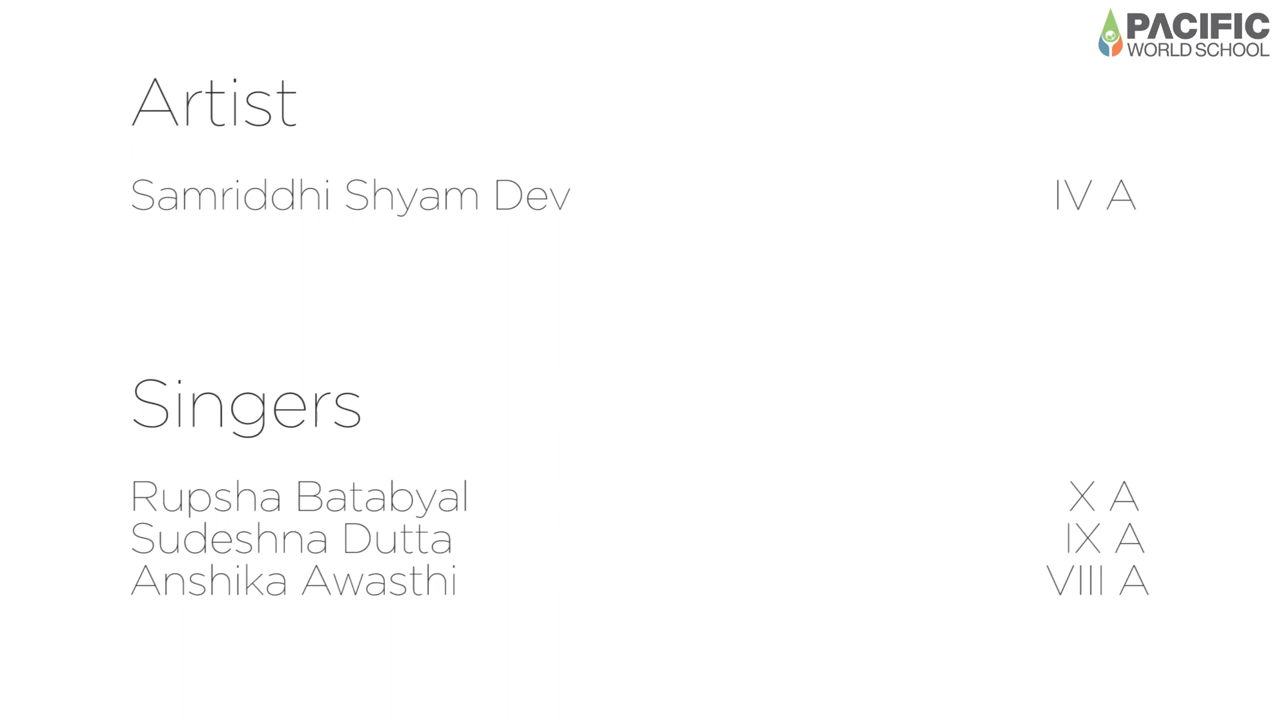 PACIFIC
WORLD SCHOOL
Artist
Samriddhi Shyam Dev IV A
Singers
Rupsha Batabyal X A
Sudeshna Dutta IX A
Anshika Awasthi VIII A